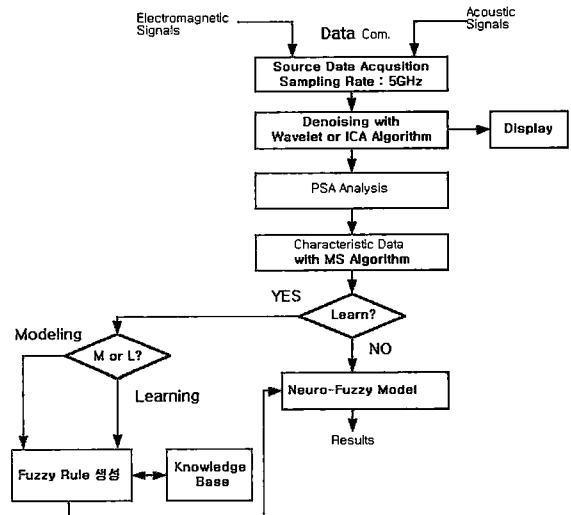 Electromagnetic
Signals
Data Com.
Acoustic
Signals
Source Data Acqusition
Sampling Rate : 5GHz
Denoising with
Wavelet or ICA Algorithm
Display
PSA Analysis
Characteristic Data
with MS Algorithm
Learn?
YES
NO
M or L?
Modeling
Learning
Neuro-Fuzzy Model
Results
Fuzzy Rule 생성
Knowledge
Base